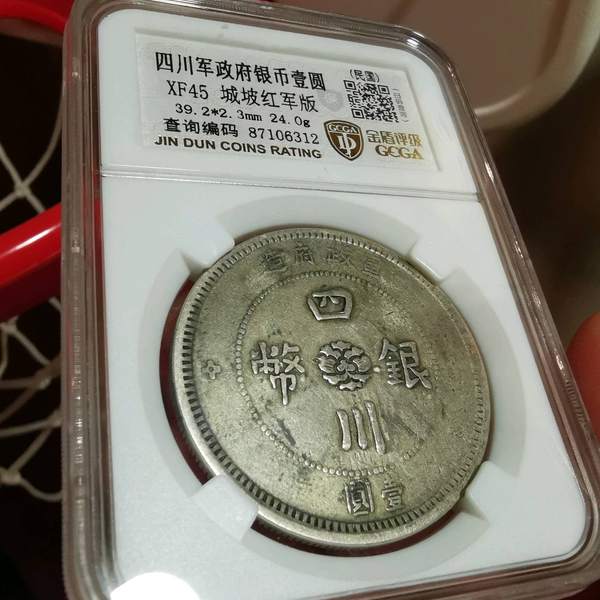 四川军政府银币壹圆
XF45 城坡红军版
39.2*2.3mm 24.0g
查询编码 87106312
JIN DUN COINS RATING
(民国)
GCGA
金盾评级
GCGA
造府政軍
四
銀 幣
川
壹圓